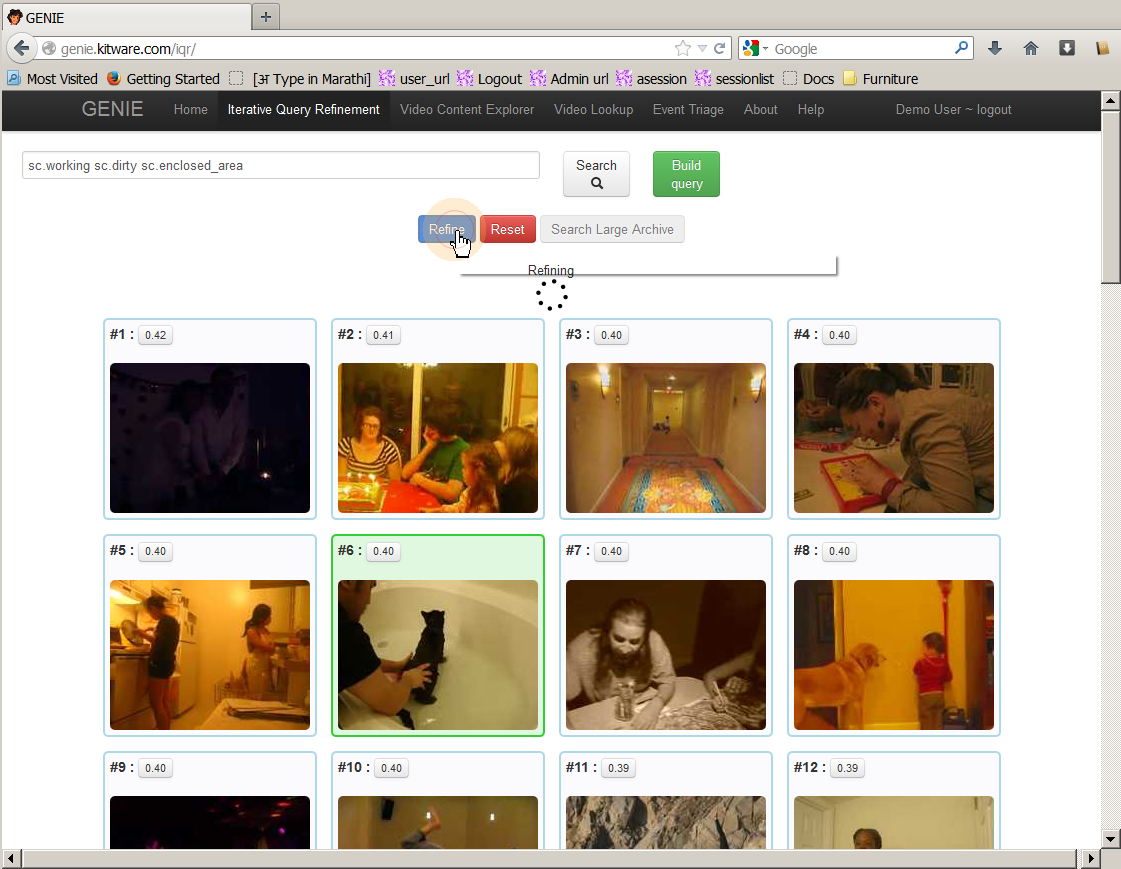 GENIE
genie.kitware.com/iqr/
Google
Most Visited Getting Started [अ Type in Marathi] user_url Logout Admin url asession sessionlist Docs Furniture
GENIE Home Iterative Query Refinement Video Content Explorer Video Lookup Event Triage About Help Demo User ~ logout
sc.working sc.dirty sc.enclosed_area
Search
Build query
Refine Reset Search Large Archive
Refining
#1 : 0.42
#2 : 0.41
#3 : 0.40
#4 : 0.40
#5 : 0.40
#6 : 0.40
#7 : 0.40
#8 : 0.40
#9 : 0.40
#10 : 0.40
#11 : 0.39
#12 : 0.39